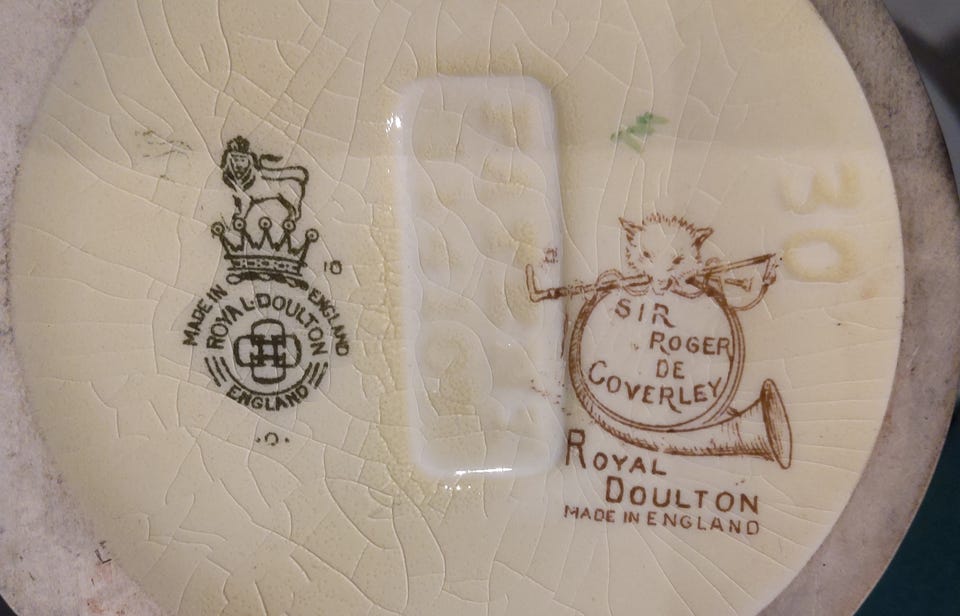 10
MADE IN ENGLAND
ROYAL·DOULTON
ENGLAND
30
SIR
ROGER
DE
COVERLEY
ROYAL
DOULTON
MADE IN ENGLAND